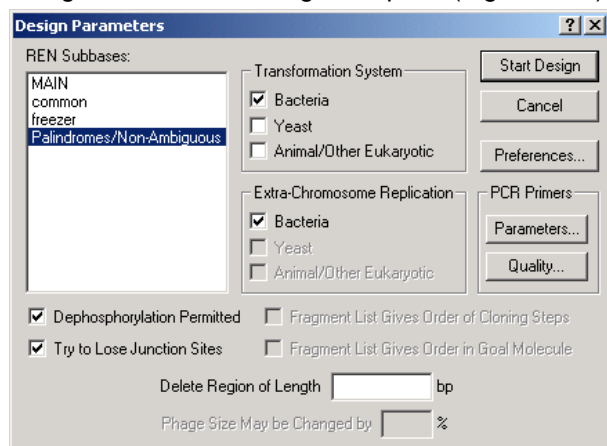 Design Parameters
REN Subbases:
MAIN
common
freezer
Palindromes/Non-Ambiguous
Transformation System
Bacteria
Yeast
Animal/Other Eukaryotic
Extra-Chromosome Replication
Bacteria
Yeast
Animal/Other Eukaryotic
Start Design
Cancel
Preferences...
PCR Primers
Parameters...
Quality...
Dephosphorylation Permitted
Fragment List Gives Order of Cloning Steps
Try to Lose Junction Sites
Fragment List Gives Order in Goal Molecule
Delete Region of Length bp
Phage Size May be Changed by %